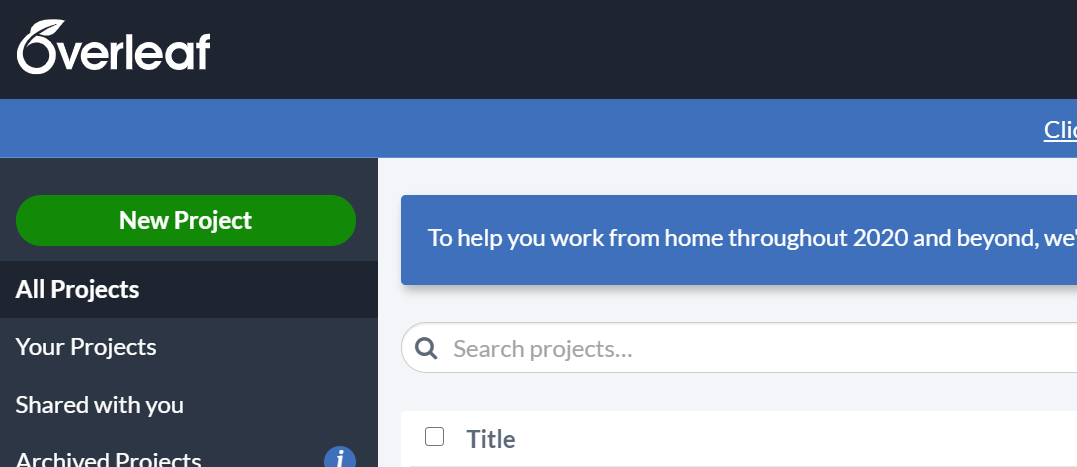 Overleaf
Clic
New Project
To help you work from home throughout 2020 and beyond, we'
All Projects
Your Projects
Search projects...
Shared with you
Title
Archived Projects i